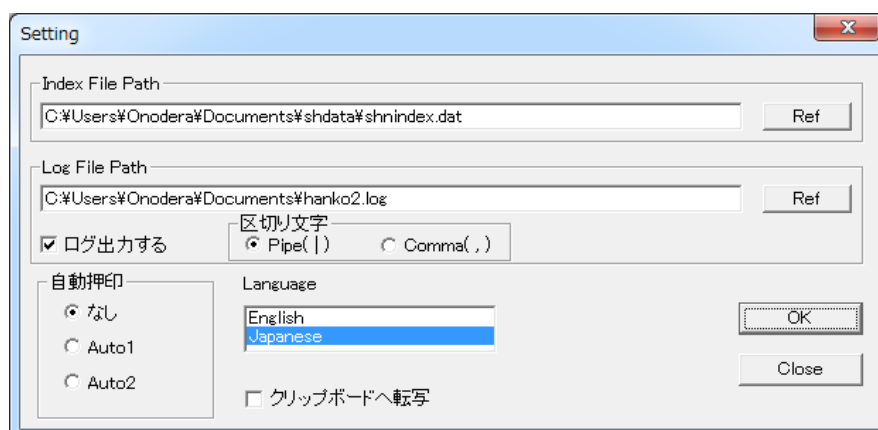 Setting
Index File Path
C:¥Users¥Onodera¥Documents¥shdata¥shnindex.dat
Ref
Log File Path
C:¥Users¥Onodera¥Documents¥hanko2.log
Ref
ログ出力する
区切り文字
Pipe(|)
Comma(,)
自動押印
なし
Auto1
Auto2
Language
English
Japanese
クリップボードへ転写
OK
Close